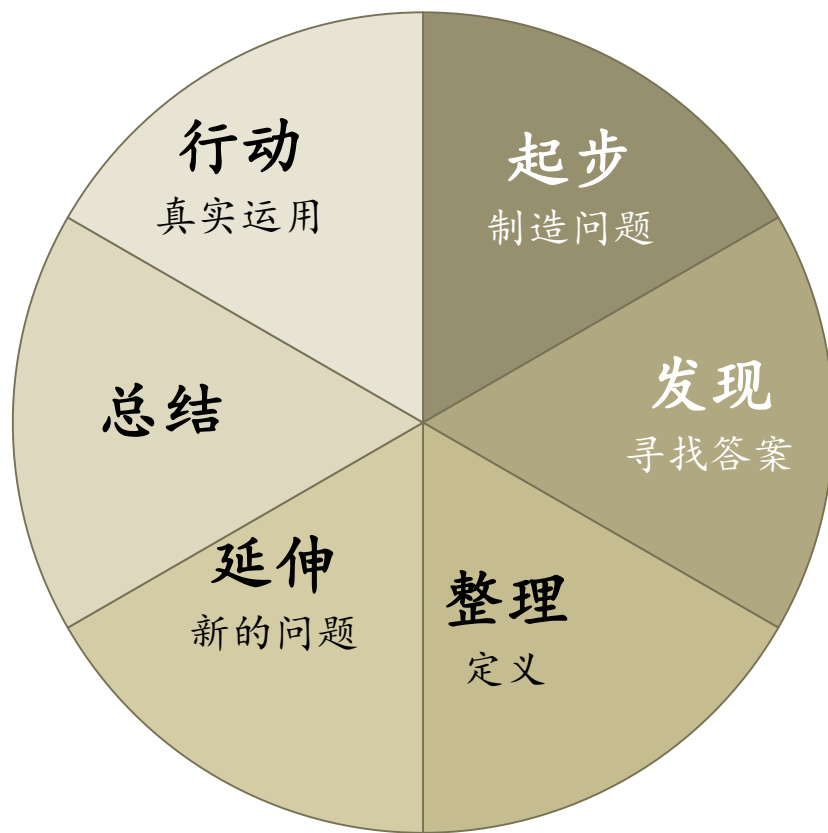 起步
制造问题
发现
寻找答案
整理
定义
延伸
新的问题
总结
行动
真实运用